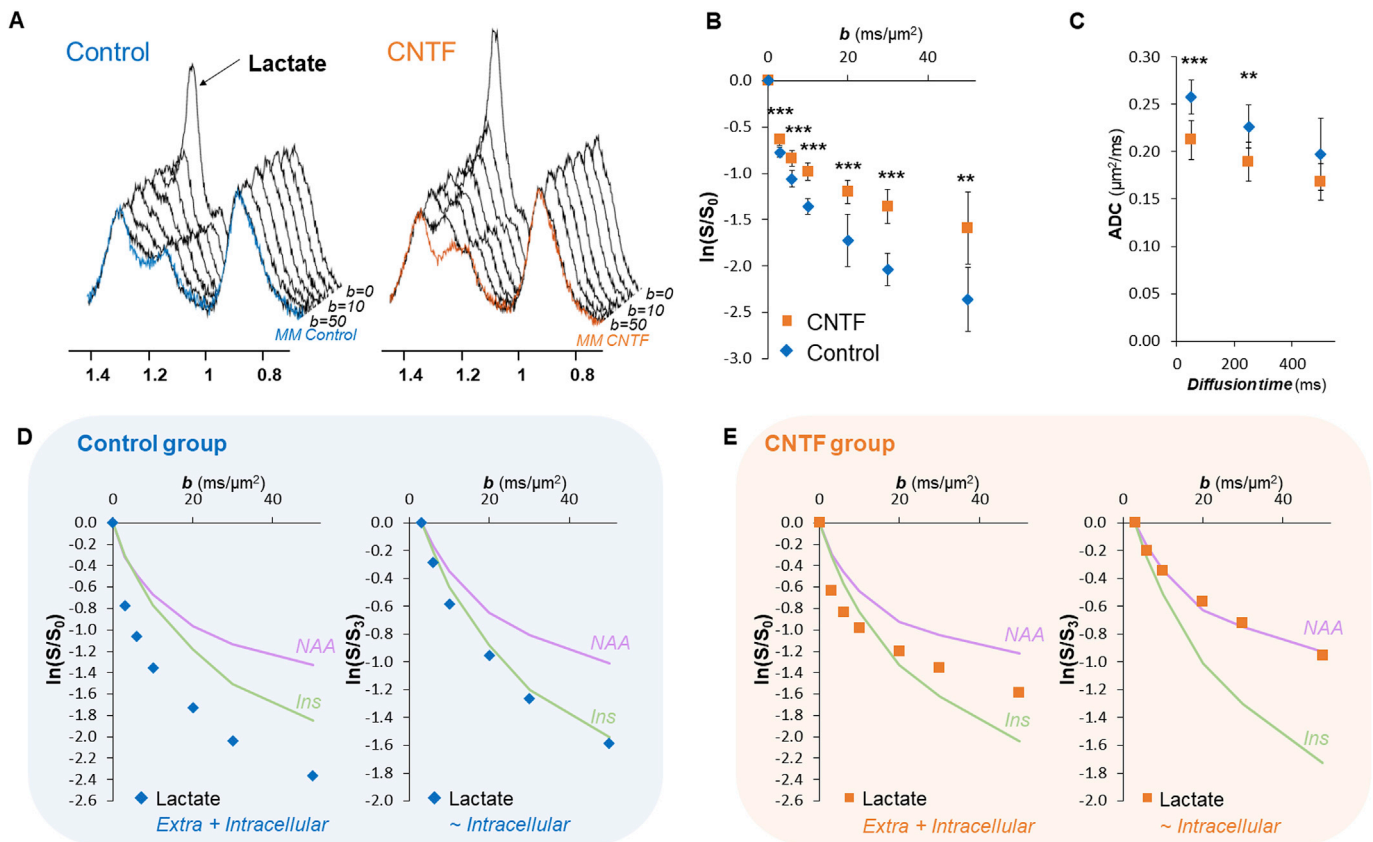 A
Control
Lactate
CNTF
b=0
b=10
b=50
MM Control
b=0
b=10
b=50
MM CNTF
1.4 1.2 1 0.8
1.4 1.2 1 0.8
B
b (ms/µm²)
0 20 40
0.0
-0.5
-1.0
-1.5
-2.0
-2.5
-3.0
ln(S/S₀)
***
***
***
***
***
**
CNTF
Control
C
0.30
0.25
0.20
0.15
0.10
0.05
0.00
ADC (µm²/ms)
***
**
0 200 400
Diffusion time (ms)
D
Control group
b (ms/µm²)
0 20 40
0.0
-0.2
-0.4
-0.6
-0.8
-1.0
-1.2
-1.4
-1.6
-1.8
-2.0
-2.2
-2.4
-2.6
ln(S/S₀)
NAA
Ins
Lactate
Extra + Intracellular
b (ms/µm²)
0 20 40
0.0
-0.2
-0.4
-0.6
-0.8
-1.0
-1.2
-1.4
-1.6
-1.8
-2.0
ln(S/S₃)
NAA
Ins
Lactate
~ Intracellular
E
CNTF group
b (ms/µm²)
0 20 40
0.0
-0.2
-0.4
-0.6
-0.8
-1.0
-1.2
-1.4
-1.6
-1.8
-2.0
-2.2
-2.4
-2.6
ln(S/S₀)
NAA
Ins
Lactate
Extra + Intracellular
b (ms/µm²)
0 20 40
0.0
-0.2
-0.4
-0.6
-0.8
-1.0
-1.2
-1.4
-1.6
-1.8
-2.0
ln(S/S₃)
NAA
Ins
Lactate
~ Intracellular